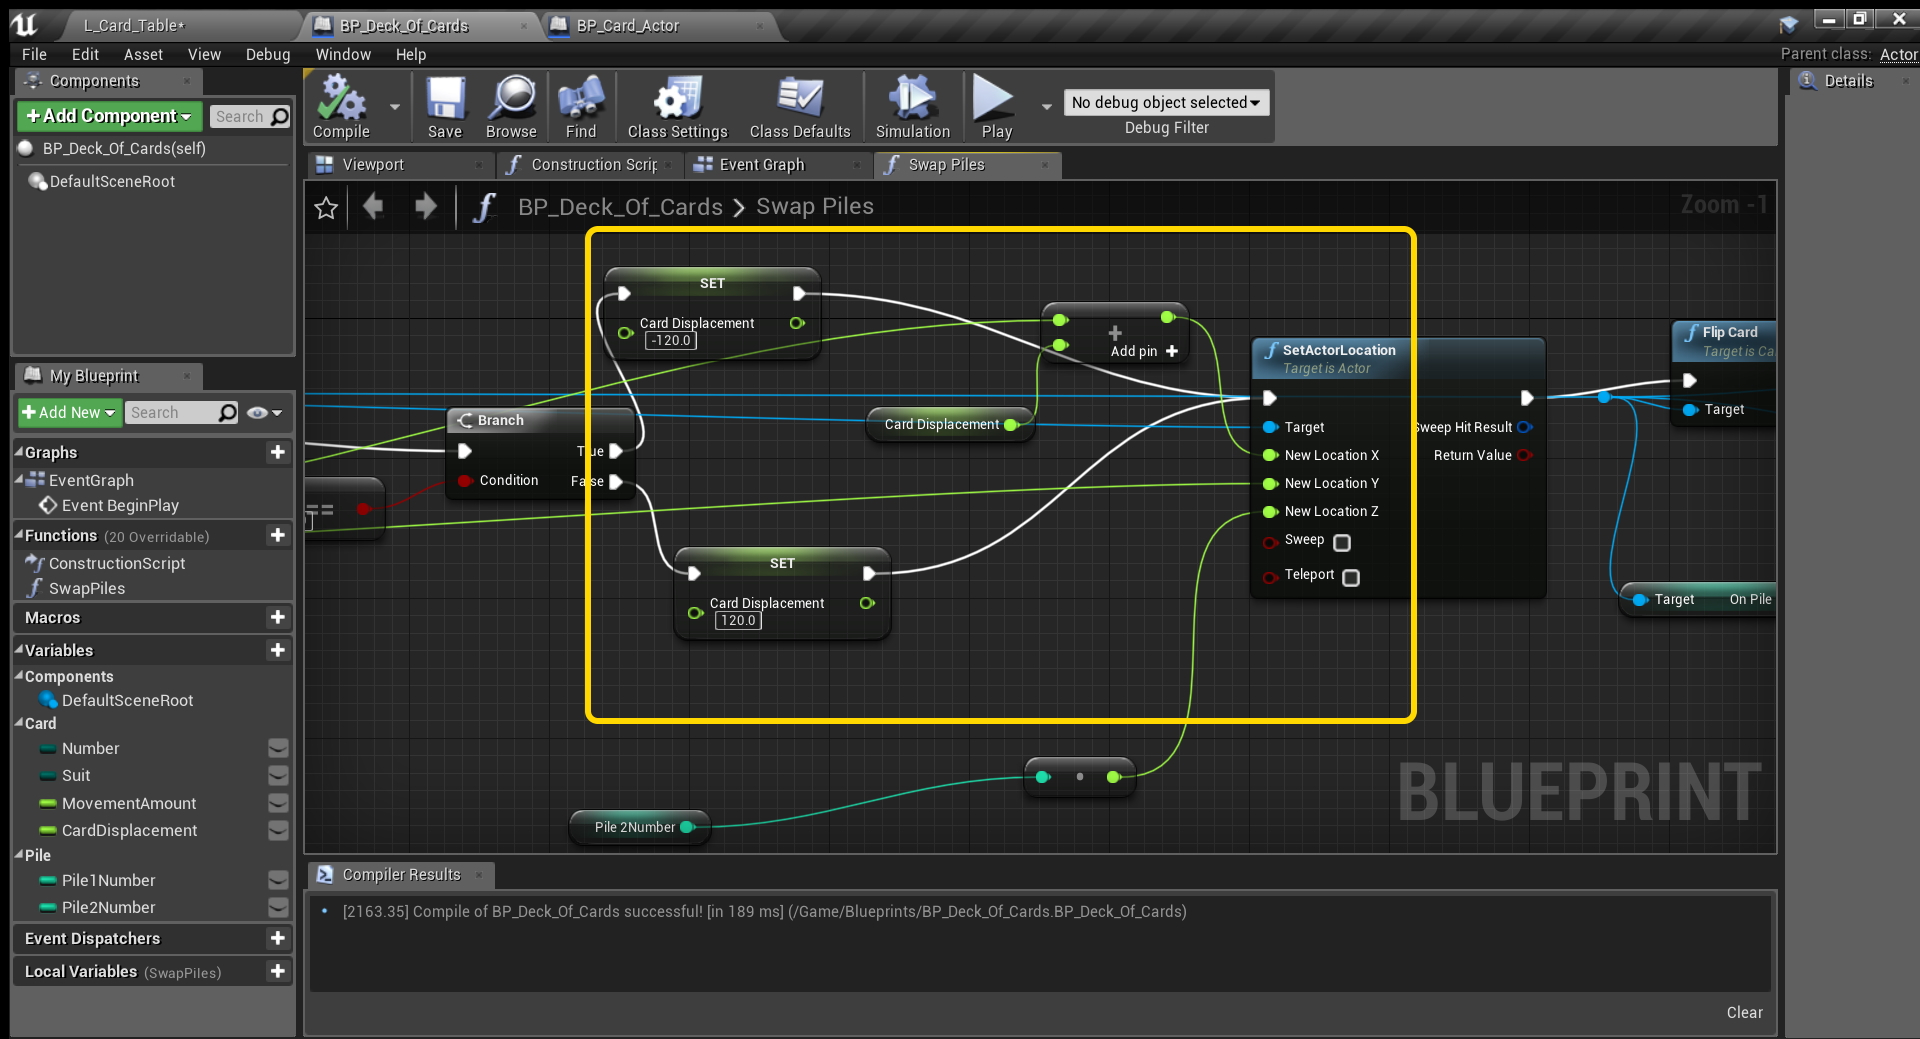 L_Card_Table*
BP_Deck_Of_Cards
BP_Card_Actor
File
Edit
Asset
View
Debug
Window
Help
Parent class: Actor
Components
Details
+Add Component
Search
BP_Deck_Of_Cards(self)
DefaultSceneRoot
Compile
Save
Browse
Find
Class Settings
Class Defaults
Simulation
Play
No debug object selected
Debug Filter
Viewport
Construction Scrip
Event Graph
Swap Piles
BP_Deck_Of_Cards > Swap Piles
Zoom -1
My Blueprint
+Add New
Search
Graphs
EventGraph
Event BeginPlay
Functions (20 Overridable)
ConstructionScript
SwapPiles
Macros
Variables
Components
DefaultSceneRoot
Card
Number
Suit
MovementAmount
CardDisplacement
Pile
Pile1Number
Pile2Number
Event Dispatchers
Local Variables (SwapPiles)
SET
Card Displacement
-120.0
Add pin +
Branch
True
Condition
False
==
Card Displacement
SET
Card Displacement
120.0
SetActorLocation
Target is Actor
Target
Sweep Hit Result
New Location X
Return Value
New Location Y
New Location Z
Sweep
Teleport
Flip Card
Target is Ca
Target
Target
On Pile
Pile 2Number
BLUEPRINT
Compiler Results
[2163.35] Compile of BP_Deck_Of_Cards successful! [in 189 ms] (/Game/Blueprints/BP_Deck_Of_Cards.BP_Deck_Of_Cards)
Clear